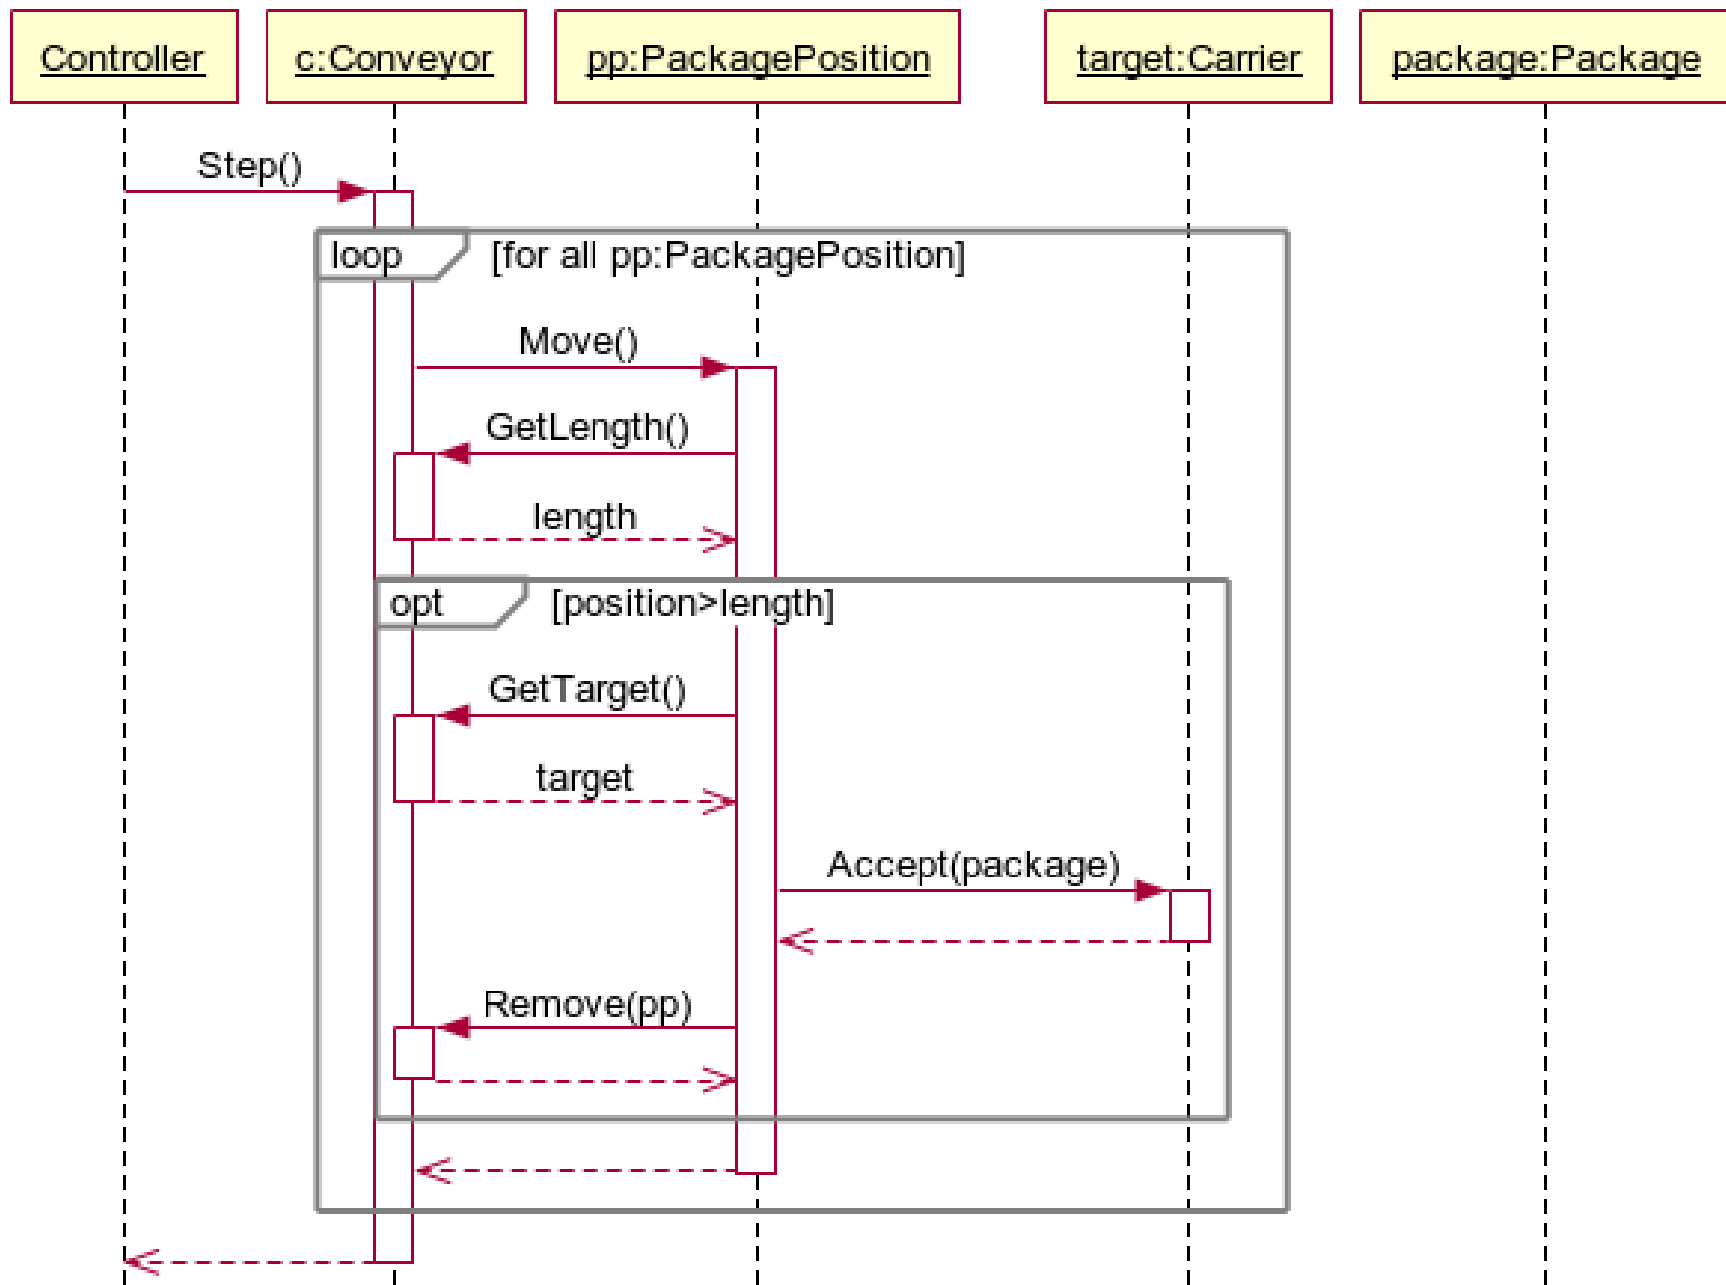 Controller
c:Conveyor
pp:PackagePosition
target:Carrier
package:Package
Step()
loop
[for all pp:PackagePosition]
Move()
GetLength()
length
opt
[position>length]
GetTarget()
target
Accept(package)
Remove(pp)